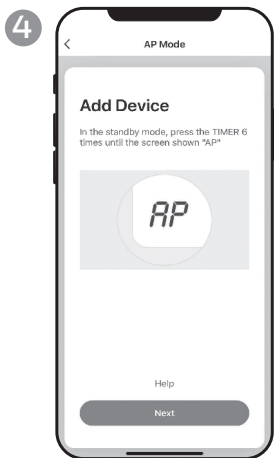 4
AP Mode
Add Device
In the standby mode, press the TIMER 6
times until the screen shown "AP"
AP
Help
Next